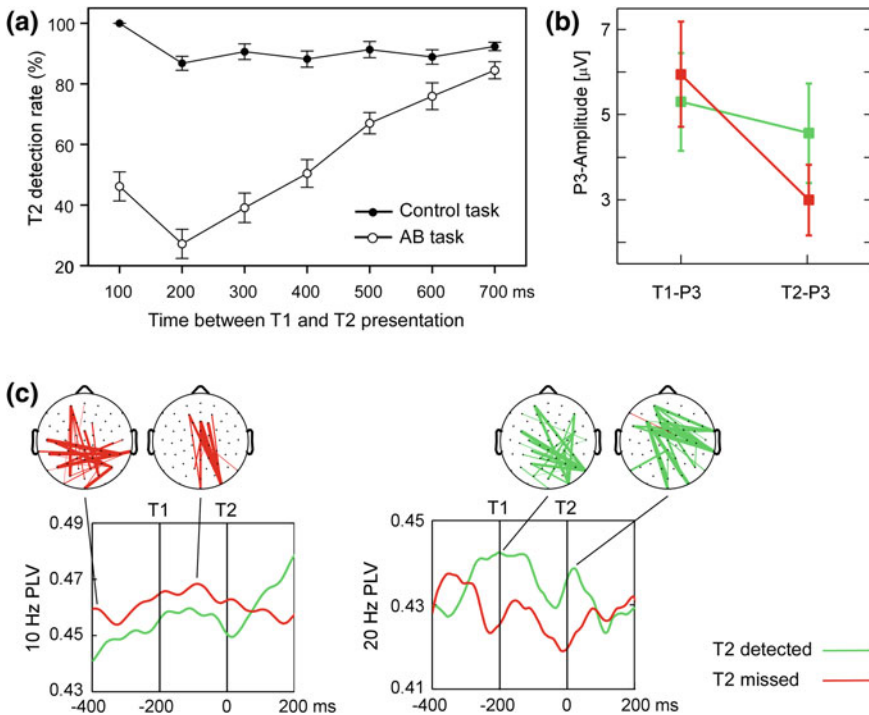 (a)
T2 detection rate (%)
100
80
60
40
20
Control task
AB task
100 200 300 400 500 600 700 ms
Time between T1 and T2 presentation
(b)
P3-Amplitude [µV]
7
5
3
T1-P3 T2-P3
(c)
T1 T2
10 Hz PLV
0.49
0.47
0.45
0.43
-400 -200 0 200 ms
T1 T2
20 Hz PLV
0.45
0.43
0.41
-400 -200 0 200 ms
T2 detected
T2 missed